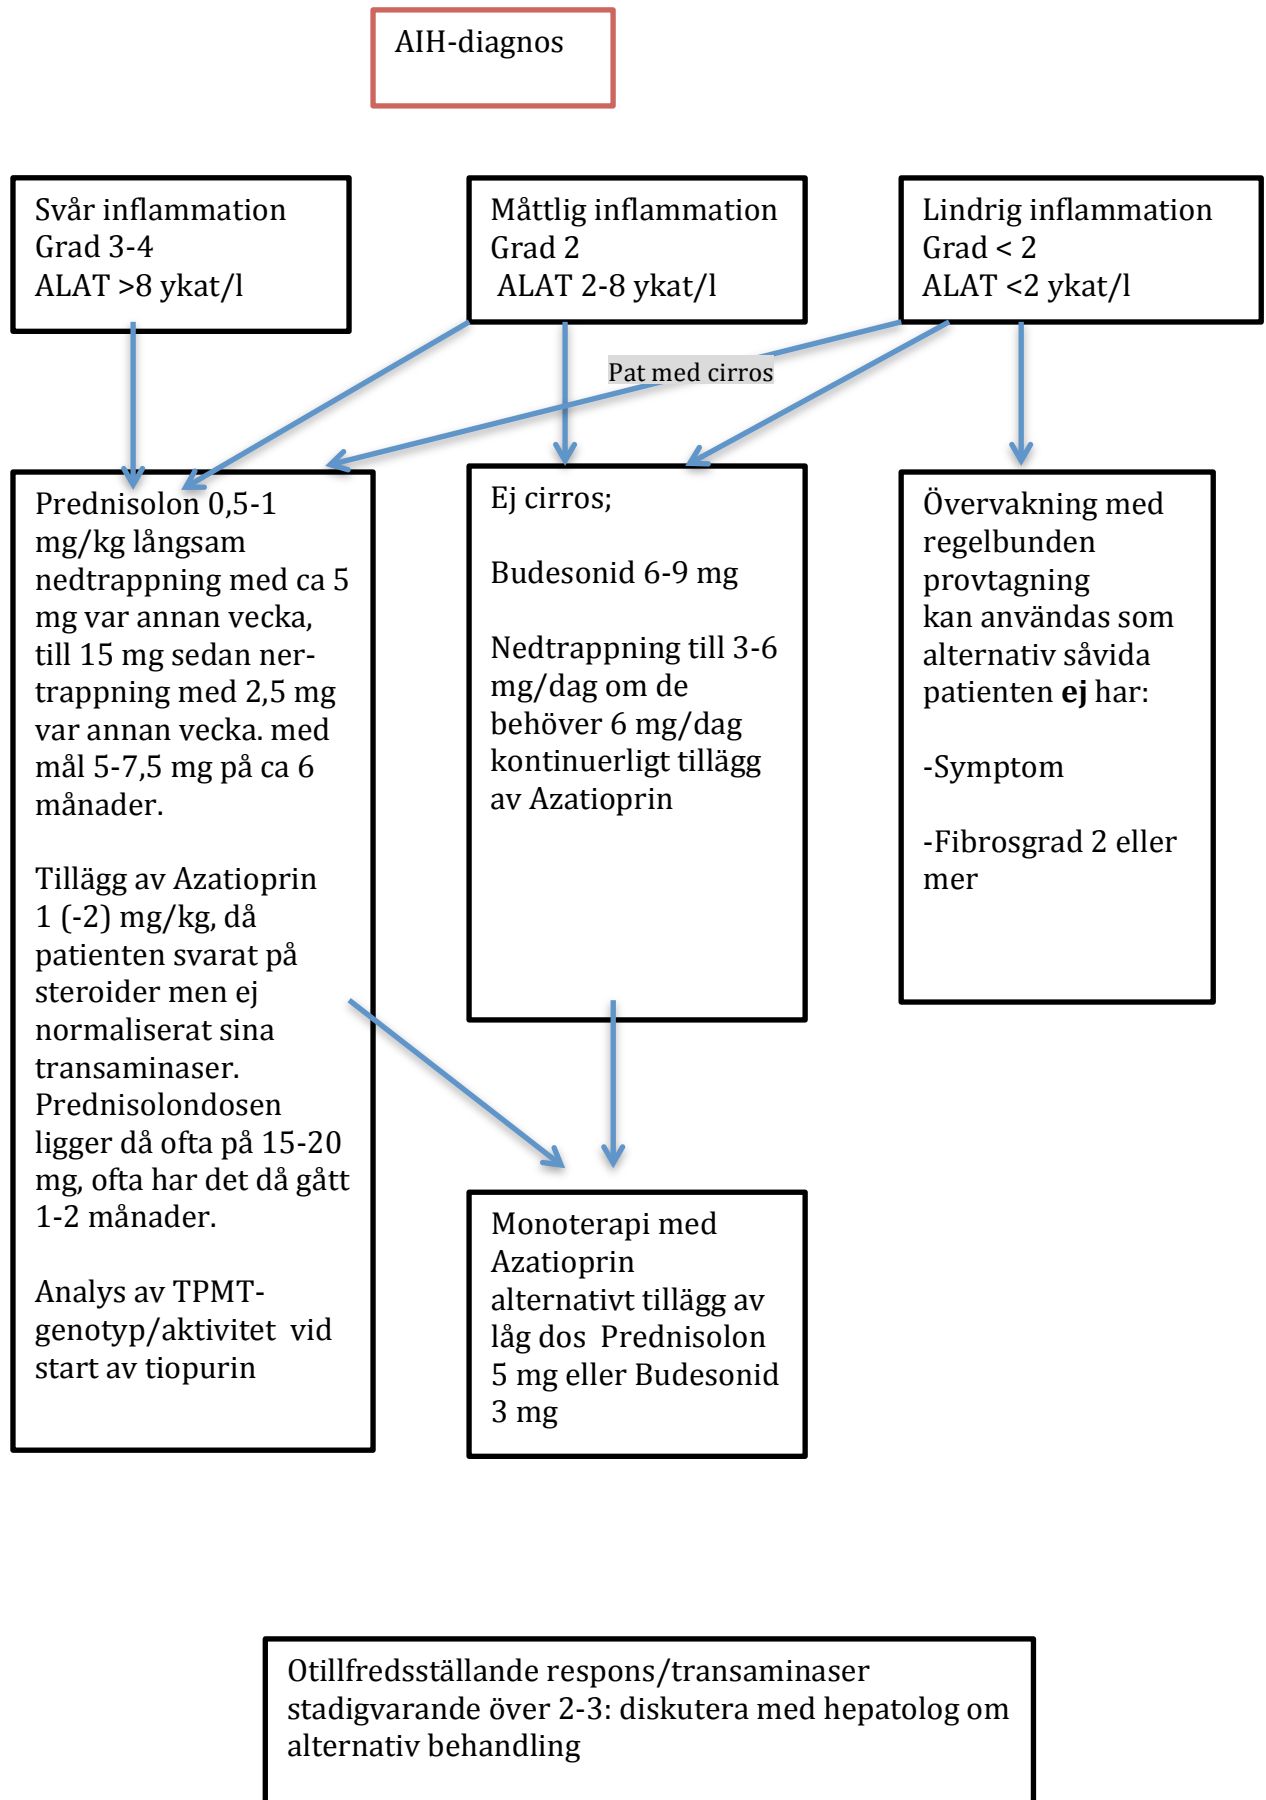 AIH-diagnos
Svår inflammation
Grad 3-4
ALAT >8 ykat/l
Måttlig inflammation
Grad 2
ALAT 2-8 ykat/l
Lindrig inflammation
Grad < 2
ALAT <2 ykat/l
Pat med cirros
Prednisolon 0,5-1
mg/kg långsam
nedtrappning med ca 5
mg var annan vecka,
till 15 mg sedan ner-
trappning med 2,5 mg
var annan vecka. med
mål 5-7,5 mg på ca 6
månader.
Tillägg av Azatioprin
1 (-2) mg/kg, då
patienten svarat på
steroider men ej
normaliserat sina
transaminaser.
Prednisolondosen
ligger då ofta på 15-20
mg, ofta har det då gått
1-2 månader.
Analys av TPMT-
genotyp/aktivitet vid
start av tiopurin
Ej cirros;
Budesonid 6-9 mg
Nedtrappning till 3-6
mg/dag om de
behöver 6 mg/dag
kontinuerligt tillägg
av Azatioprin
Övervakning med
regelbunden
provtagning
kan användas som
alternativ såvida
patienten ej har:
-Symptom
-Fibrosgrad 2 eller
mer
Monoterapi med
Azatioprin
alternativt tillägg av
låg dos Prednisolon
5 mg eller Budesonid
3 mg
Otillfredsställande respons/transaminaser
stadigvarande över 2-3: diskutera med hepatolog om
alternativ behandling